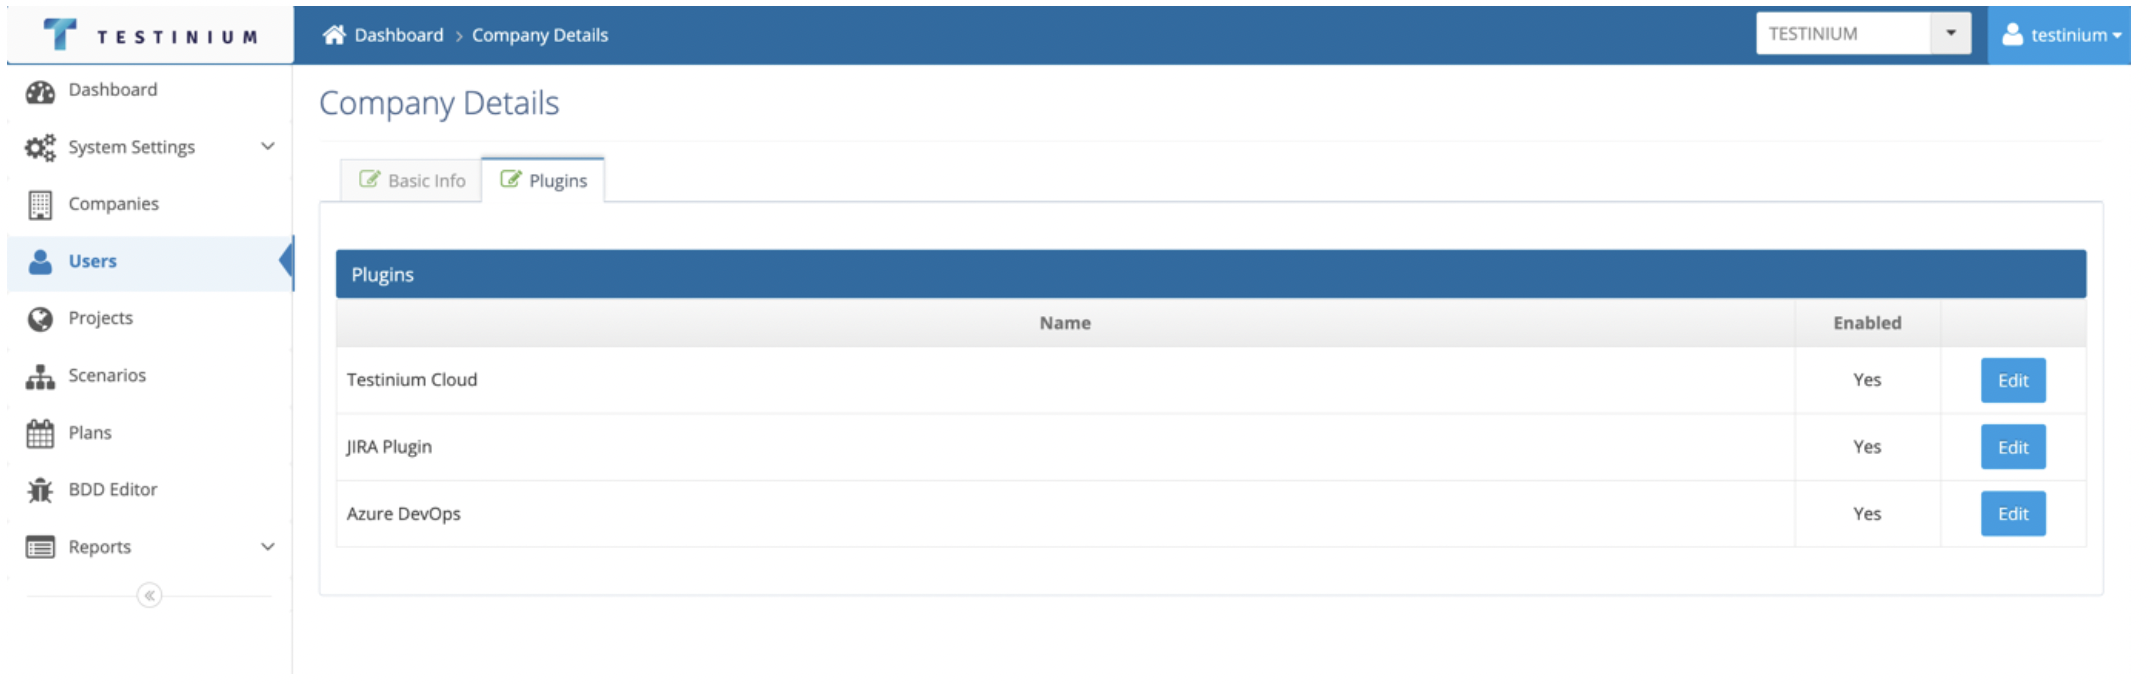 TESTINIUM
Dashboard > Company Details
TESTINIUM
testinium
Dashboard
System Settings
Companies
Users
Projects
Scenarios
Plans
BDD Editor
Reports
Company Details
Basic Info
Plugins
Plugins
Name Enabled
Testinium Cloud Yes Edit
JIRA Plugin Yes Edit
Azure DevOps Yes Edit